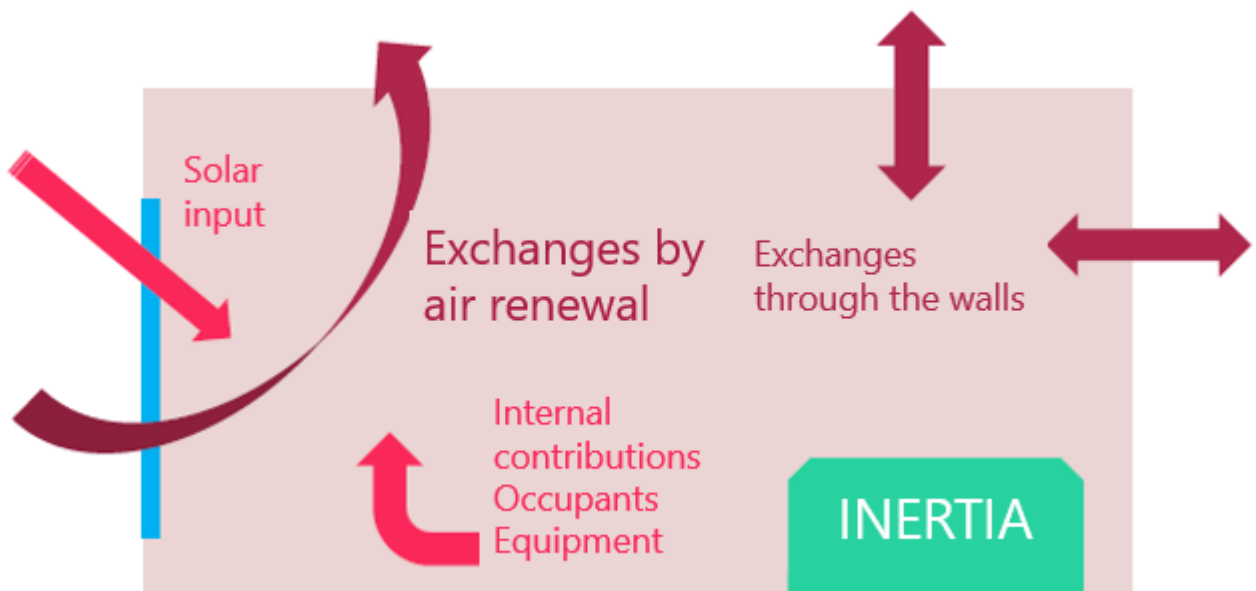 Solar
input
Exchanges by
air renewal
Exchanges
through the walls
Internal
contributions
Occupants
Equipment
INERTIA